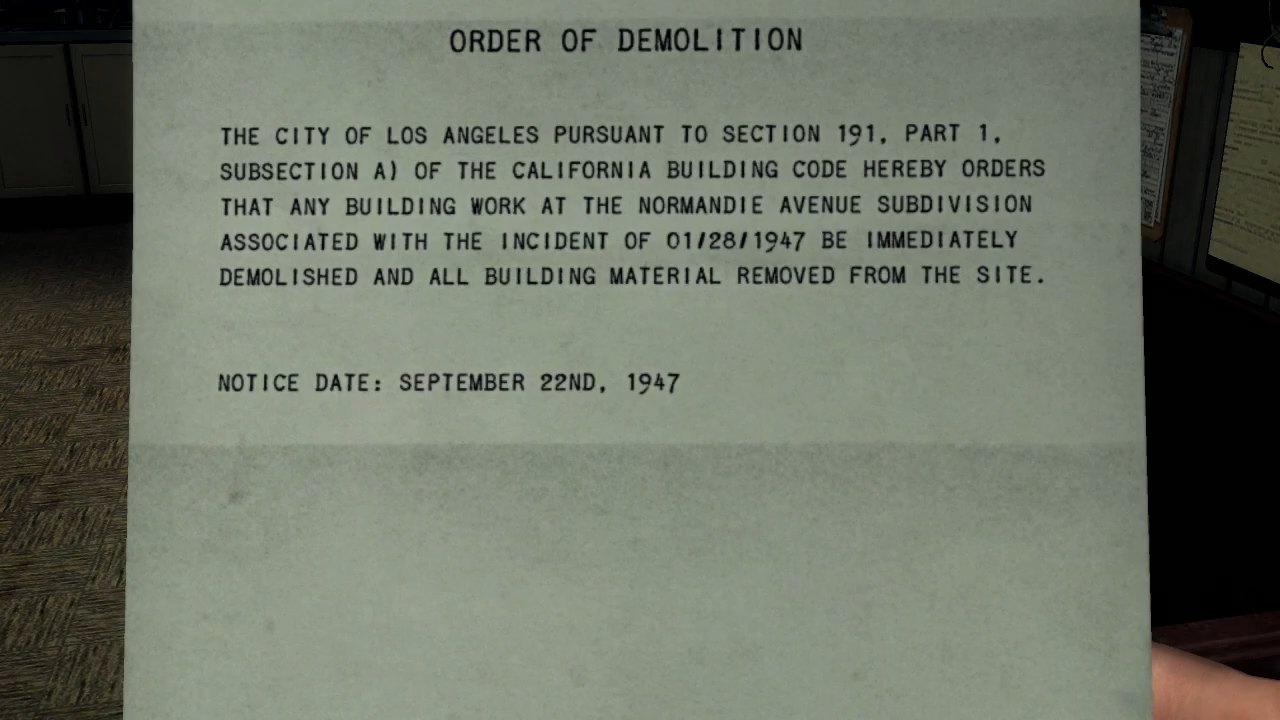 ORDER OF DEMOLITION
THE CITY OF LOS ANGELES PURSUANT TO SECTION 191, PART 1,
SUBSECTION A) OF THE CALIFORNIA BUILDING CODE HEREBY ORDERS
THAT ANY BUILDING WORK AT THE NORMANDIE AVENUE SUBDIVISION
ASSOCIATED WITH THE INCIDENT OF 01/28/1947 BE IMMEDIATELY
DEMOLISHED AND ALL BUILDING MATERIAL REMOVED FROM THE SITE.
NOTICE DATE: SEPTEMBER 22ND, 1947